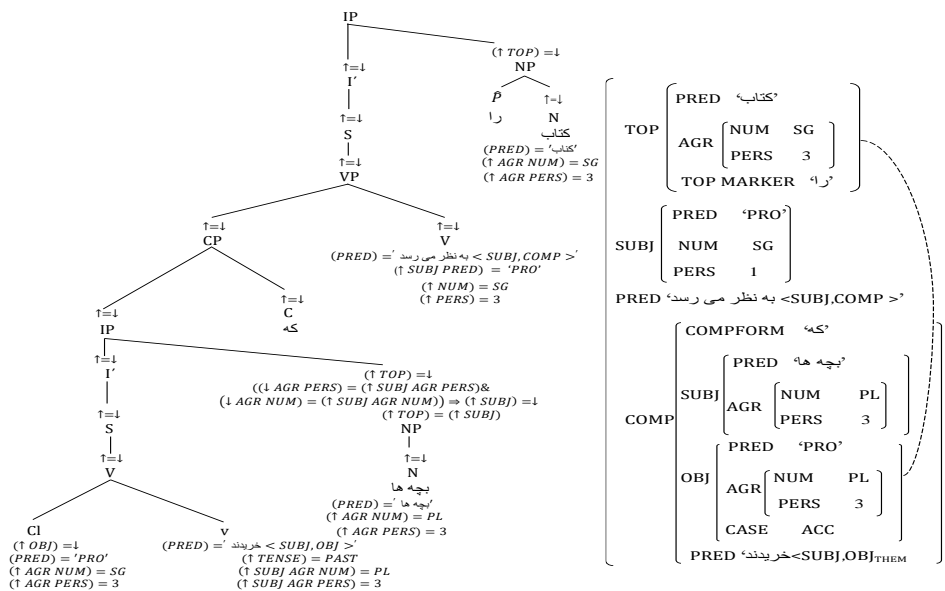 IP
(↑ TOP) =↓
NP
↑=↓
I′
P̂
↑=↓
N
را
کتاب
(PRED) = 'کتاب'
(↑ AGR NUM) = SG
(↑ AGR PERS) = 3
↑=↓
S
↑=↓
VP
↑=↓
CP
↑=↓
V
(PRED) =' به نظر می رسد < SUBJ, COMP >'
(↑ SUBJ PRED) = 'PRO'
(↑ NUM) = SG
(↑ PERS) = 3
↑=↓
IP
↑=↓
C
که
↑=↓
I′
(↑ TOP) =↓
((↓ AGR PERS) = (↑ SUBJ AGR PERS)&
(↓ AGR NUM) = (↑ SUBJ AGR NUM)) ⇒ (↑ SUBJ) =↓
(↑ TOP) = (↑ SUBJ)
NP
↑=↓
N
بچه ها
(PRED) =' بچه ها'
(↑ AGR NUM) = PL
(↑ AGR PERS) = 3
↑=↓
S
↑=↓
V
Cl
(↑ OBJ) =↓
(PRED) = 'PRO'
(↑ AGR NUM) = SG
(↑ AGR PERS) = 3
v
(PRED) =' خریدند < SUBJ, OBJ >'
(↑ TENSE) = PAST
(↑ SUBJ AGR NUM) = PL
(↑ SUBJ AGR PERS) = 3
TOP
PRED 'کتاب'
AGR
NUM SG
PERS 3
TOP MARKER 'را'
SUBJ
PRED 'PRO'
NUM SG
PERS 1
PRED 'به نظر می رسد <SUBJ,COMP >'
COMP
COMPFORM 'که'
SUBJ
PRED 'بچه ها'
AGR
NUM PL
PERS 3
OBJ
PRED 'PRO'
AGR
NUM PL
PERS 3
CASE ACC
PRED 'خریدند<SUBJ,OBJTHEM